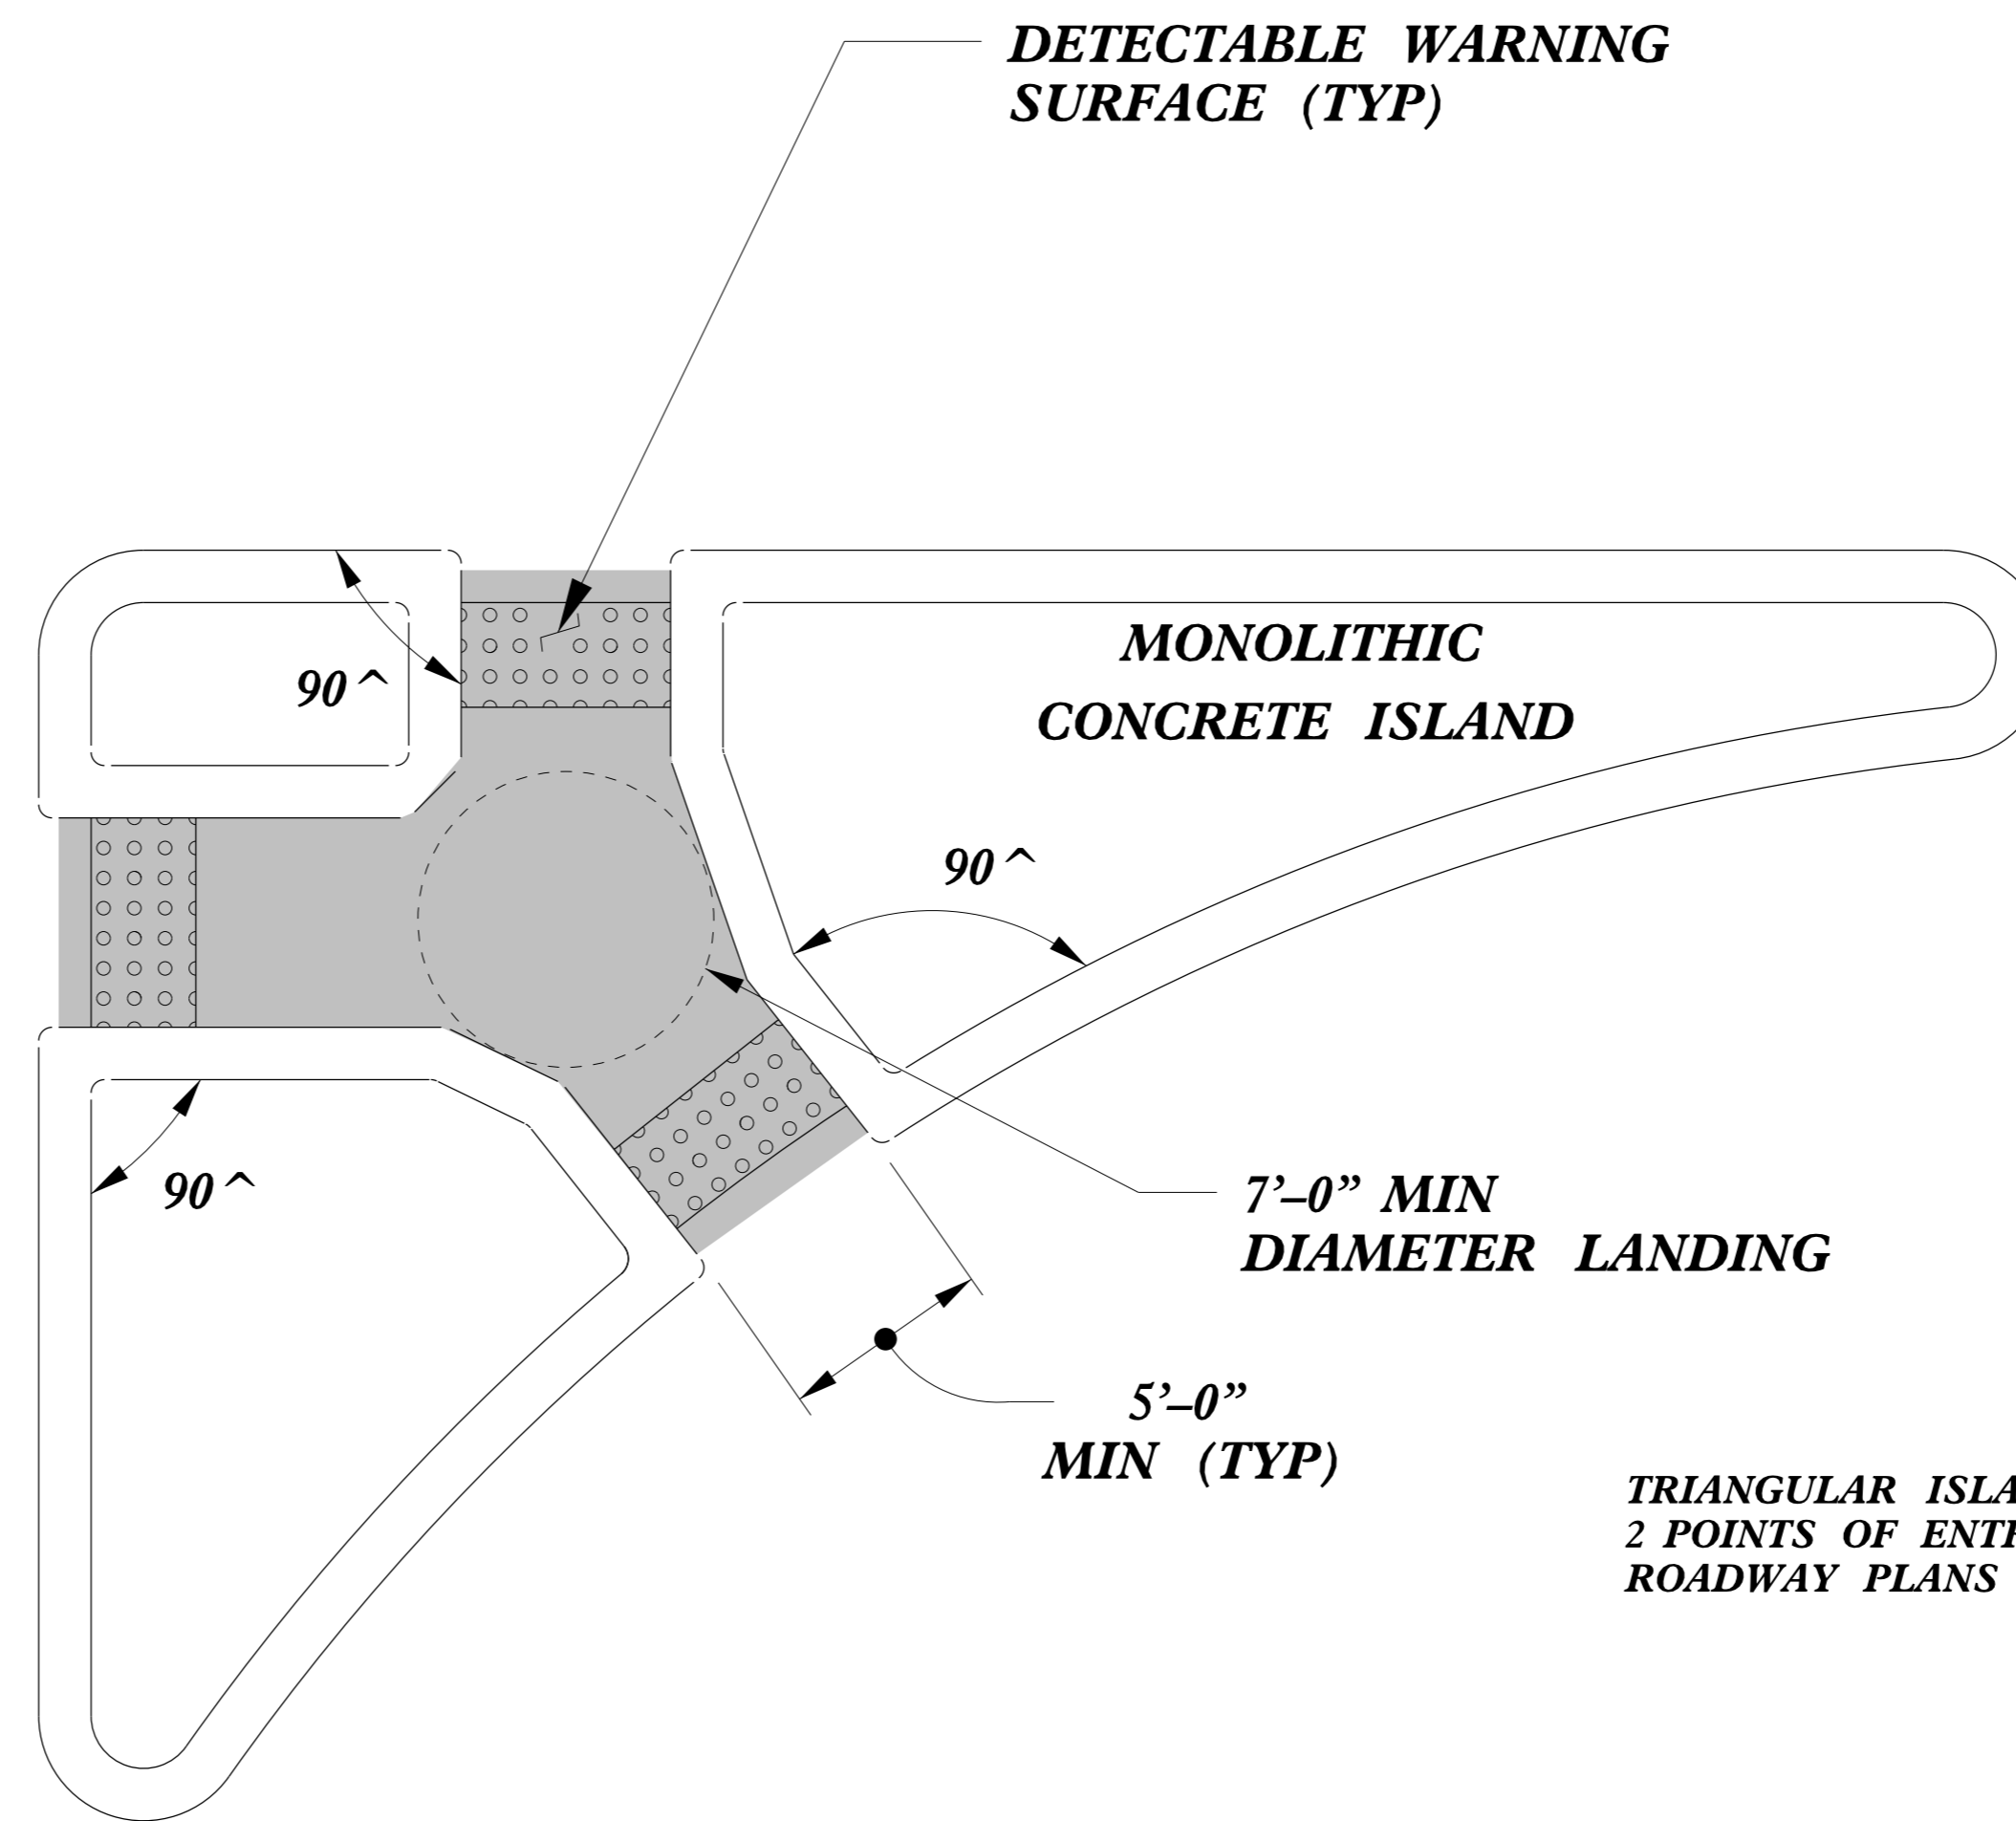 DETECTABLE WARNING
SURFACE (TYP)
MONOLITHIC
CONCRETE ISLAND
90^
90^
90^
7’–0” MIN
DIAMETER LANDING
5’–0”
MIN (TYP)
TRIANGULAR
2 POINTS OF
ROADWAY PLANS